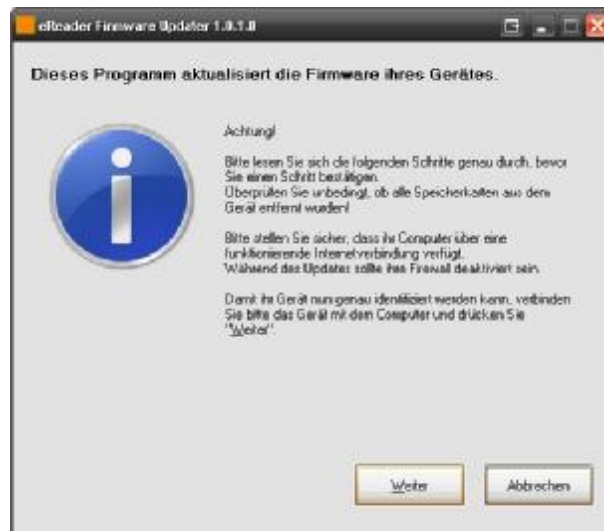 eReader Firmware Updater 1.0.1.0
Dieses Programm aktualisiert die Firmware ihres Gerätes.
Achtung!
Bitte lesen Sie sich die folgenden Schritte genau durch, bevor
Sie einen Schritt bestätigen.
Überprüfen Sie unbedingt, ob alle Speicherkarten aus dem
Gerät entfernt wurden!
Bitte stellen Sie sicher, dass ihr Computer über eine
funktionierende Internetverbindung verfügt.
Während des Updates sollte ihre Firewall deaktiviert sein.
Damit ihr Gerät nun genau identifiziert werden kann, verbinden
Sie bitte das Gerät mit dem Computer und drücken Sie
"Weiter"
Weiter
Abbrechen